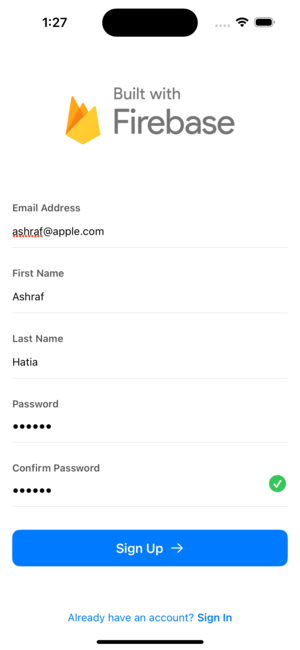 1:27
Built with
Firebase
Email Address
ashraf@apple.com
First Name
Ashraf
Last Name
Hatia
Password
••••••
Confirm Password
••••••
Sign Up →
Already have an account? Sign In